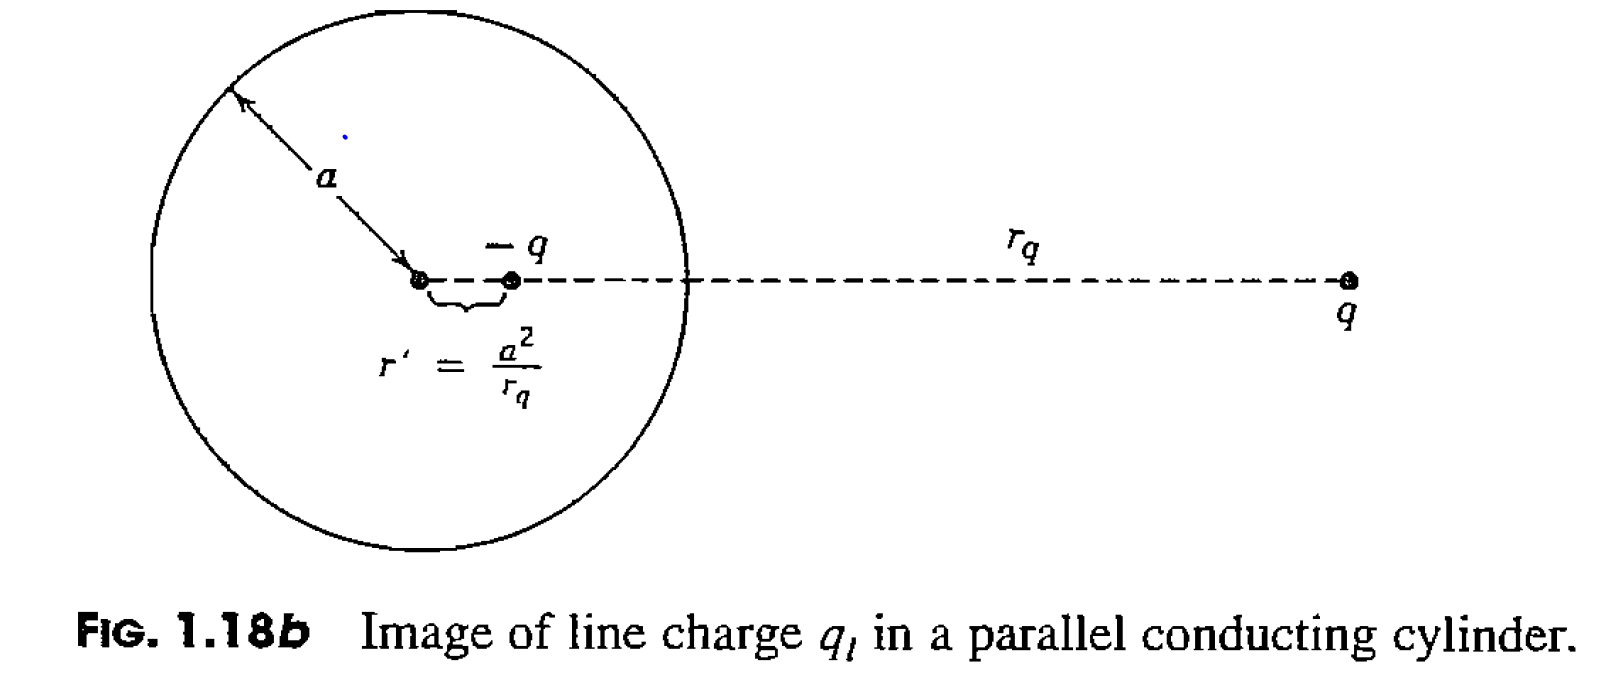 a
− q
r_q
q
r' = a²/r_q
FIG. 1.18b Image of line charge q_l in a parallel conducting cylinder.